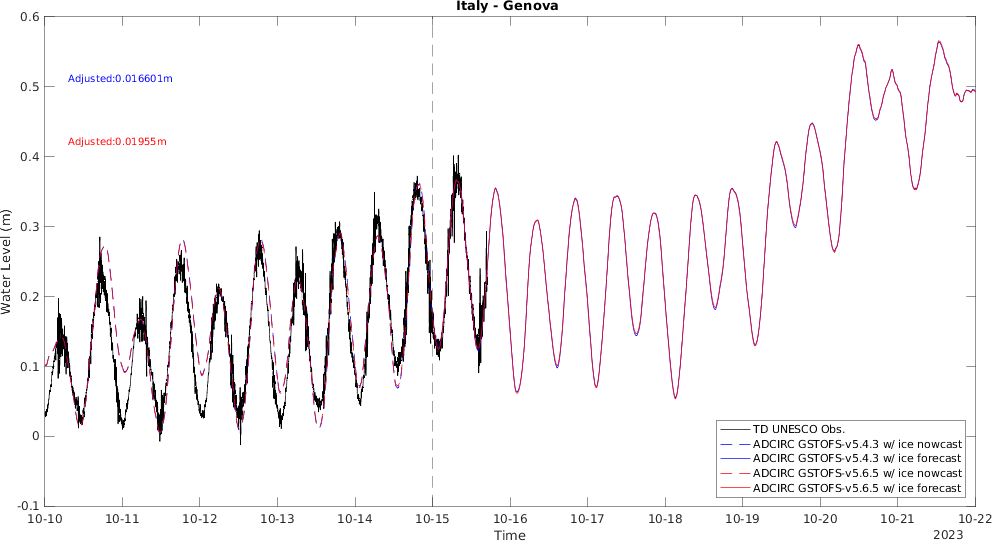 Italy - Genova
0.6
0.5
0.4
0.3
0.2
0.1
0
-0.1
Water Level (m)
Adjusted:0.016601m
Adjusted:0.01955m
TD UNESCO Obs.
ADCIRC GSTOFS-v5.4.3 w/ ice nowcast
ADCIRC GSTOFS-v5.4.3 w/ ice forecast
ADCIRC GSTOFS-v5.6.5 w/ ice nowcast
ADCIRC GSTOFS-v5.6.5 w/ ice forecast
10-10 10-11 10-12 10-13 10-14 10-15 10-16 10-17 10-18 10-19 10-20 10-21 10-22
Time
2023